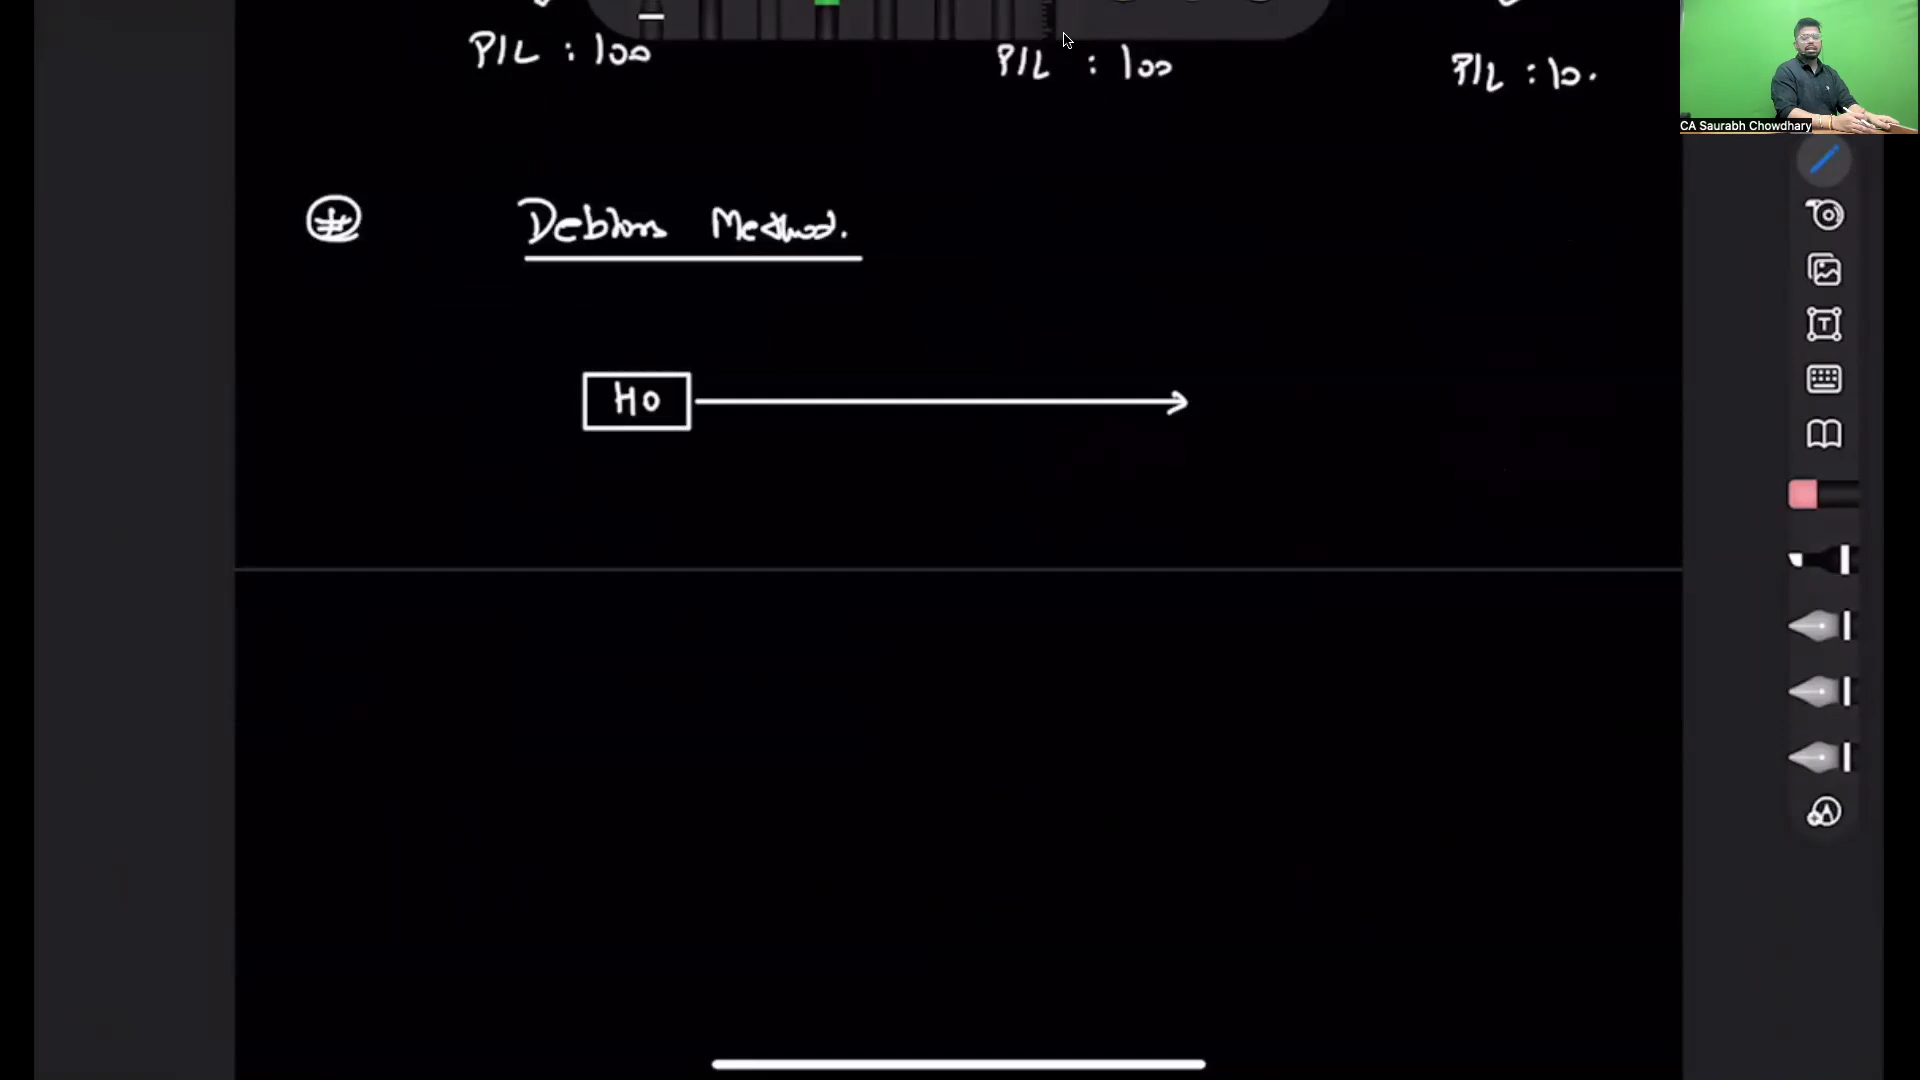 P/L : 100 P/L : 100 P/L : 10.
CA Saurabh Chowdhary
# Debtors Method.
HO
T